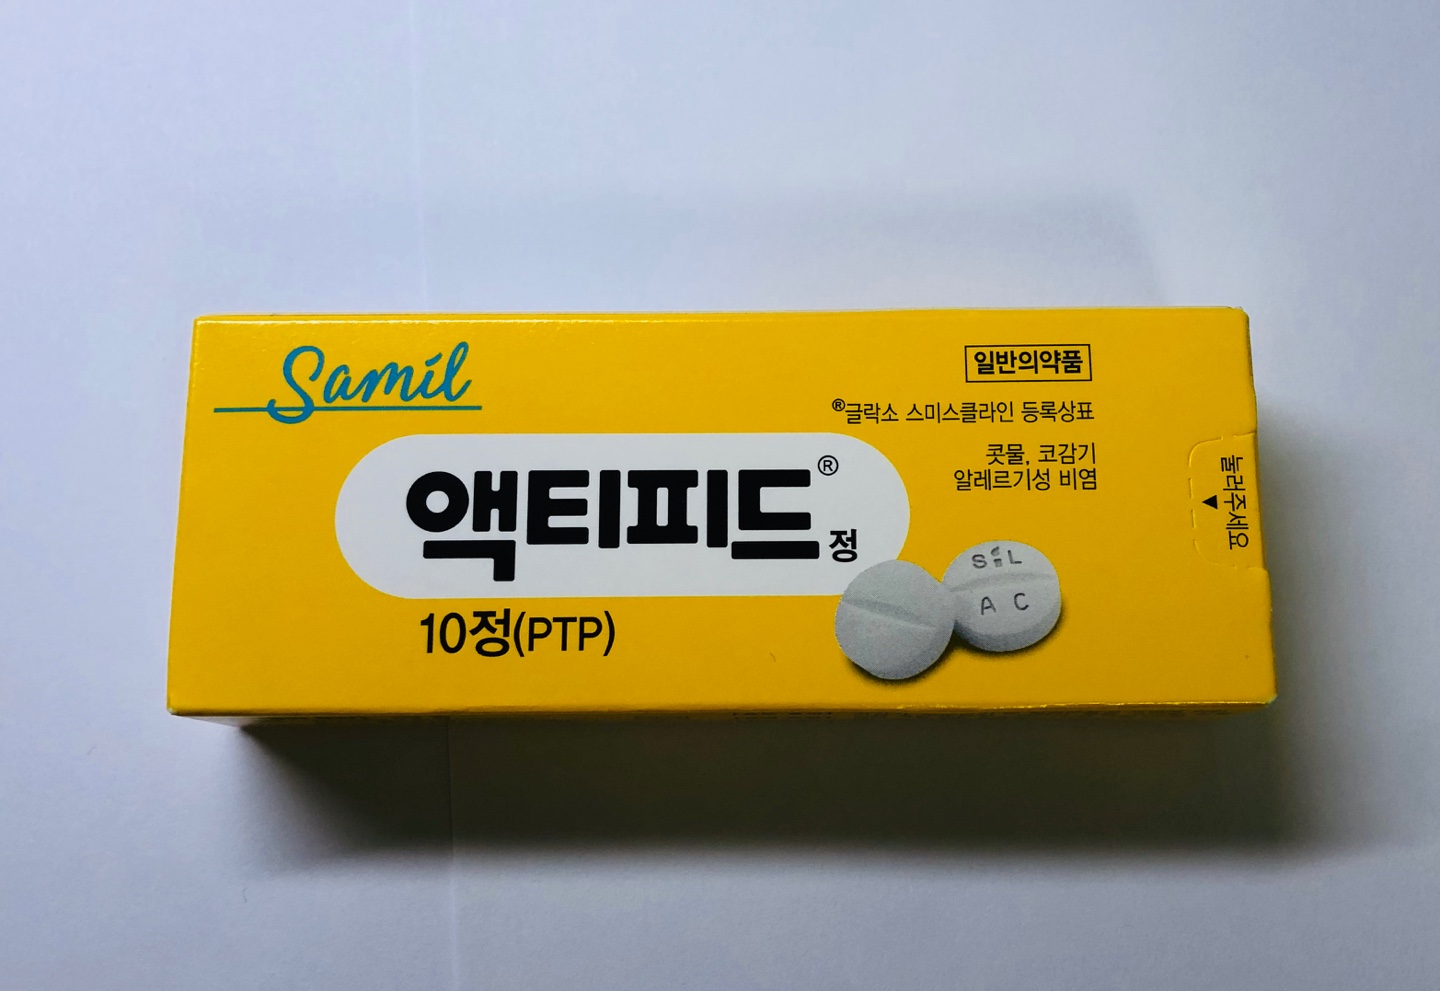 Samil
일반의약품
®글락소 스미스클라인 등록상표
콧물, 코감기
알레르기성 비염
액티피드®정
10정(PTP)
SIL
A C
눌러주세요